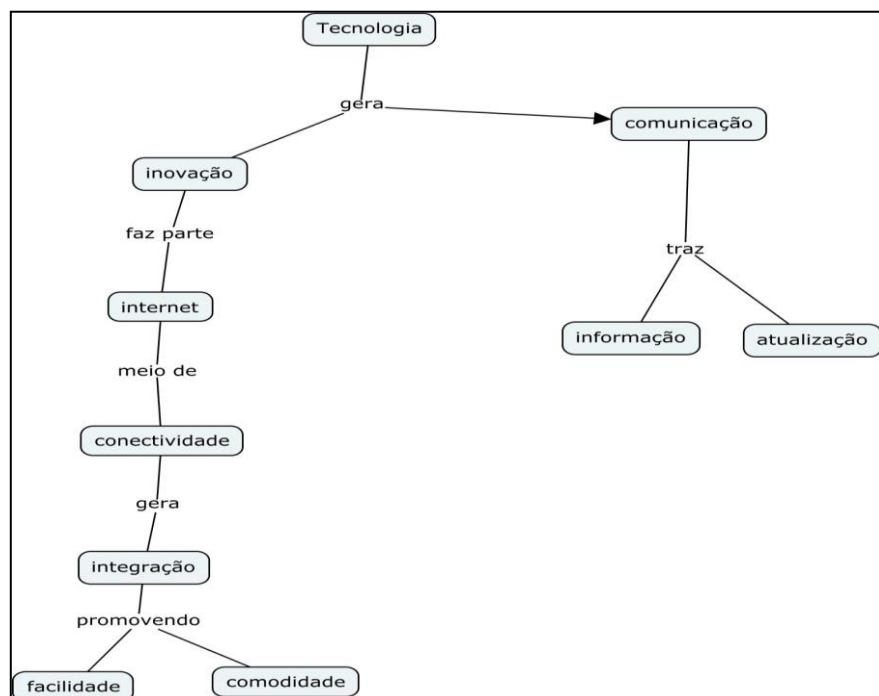 Tecnologia
gera
comunicação
inovação
faz parte
traz
internet
informação
atualização
meio de
conectividade
gera
integração
promovendo
facilidade
comodidade